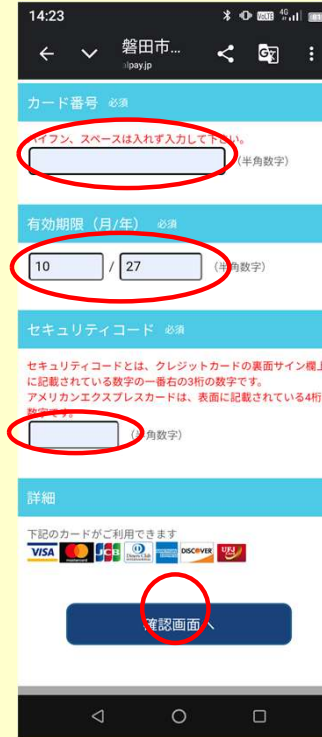 14:23
磐田市...
カード番号 必須
ハイフン、スペースは入れず入力して下さい。
(半角数字)
有効期限（月/年） 必須
10 / 27 (半角数字)
セキュリティコード 必須
セキュリティコードとは、クレジットカードの裏面サイン欄上
に記載されている数字の一番右の3桁の数字です。
アメリカンエクスプレスカードは、表面に記載されている4桁
数字です。
(半角数字)
詳細
下記のカードがご利用できます
VISA mastercard JCB Diners Club DISCOVER
確認画面へ